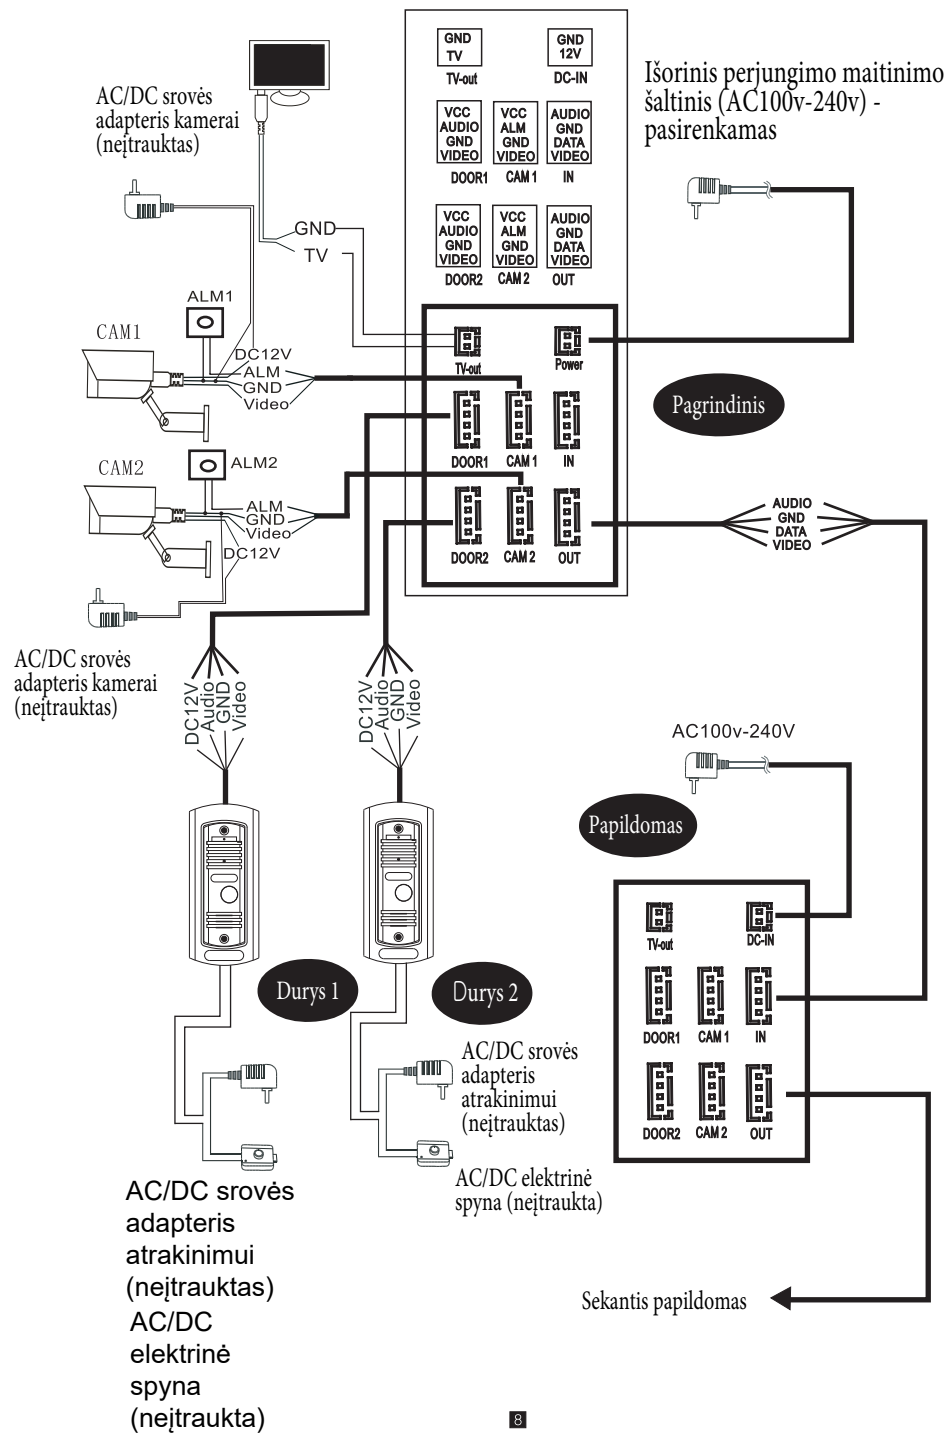 GND
TV
TV-out
GND
12V
DC-IN
VCC
AUDIO
GND
VIDEO
DOOR1
VCC
ALM
GND
VIDEO
CAM 1
AUDIO
GND
DATA
VIDEO
IN
VCC
AUDIO
GND
VIDEO
DOOR2
VCC
ALM
GND
VIDEO
CAM 2
AUDIO
GND
DATA
VIDEO
OUT
Išorinis perjungimo maitinimo
šaltinis (AC100v-240v) -
pasirenkamas
AC/DC srovės
adapteris kamerai
(neįtrauktas)
GND
TV
ALM1
CAM1
DC12V
ALM
GND
Video
TV-out
Power
DOOR1
CAM 1
IN
DOOR2
CAM 2
OUT
Pagrindinis
ALM2
CAM2
ALM
GND
Video
DC12V
AUDIO
GND
DATA
VIDEO
AC/DC srovės
adapteris kamerai
(neįtrauktas)
DC12V
Audio
GND
Video
DC12V
Audio
GND
Video
AC100v-240V
Papildomas
TV-out
DC-IN
DOOR1
CAM 1
IN
DOOR2
CAM 2
OUT
Durys 1
Durys 2
AC/DC srovės
adapteris
atrakinimui
(neįtrauktas)
AC/DC elektrinė
spyna (neįtraukta)
AC/DC srovės
adapteris
atrakinimui
(neįtrauktas)
AC/DC
elektrinė
spyna
(neįtraukta)
Sekantis papildomas
8